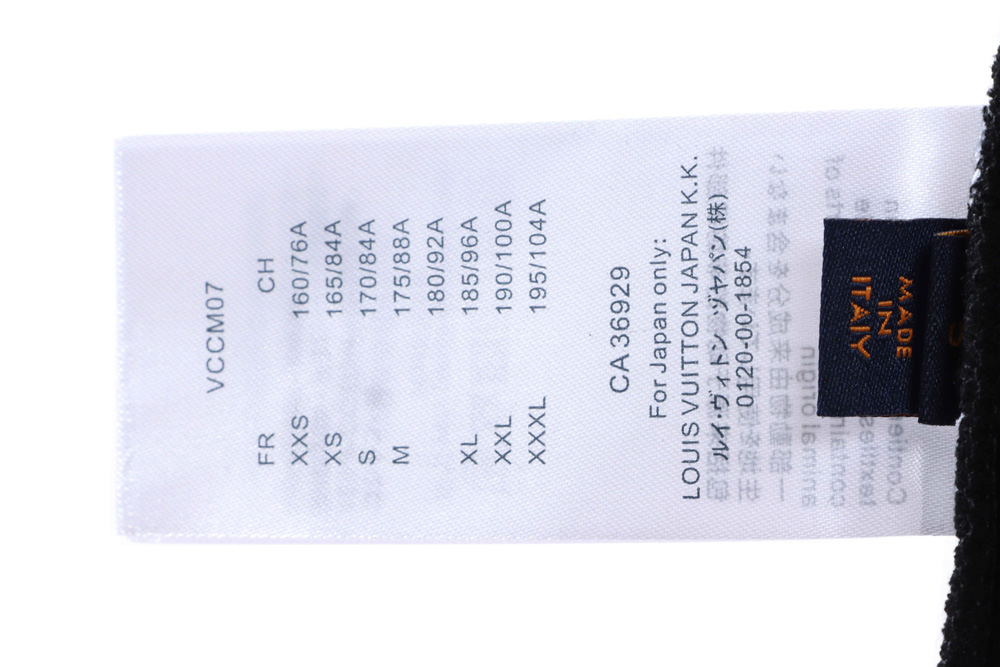 VCCM07
FR CH
XXS 160/76A
XS 165/84A
S 170/84A
M 175/88A
180/92A
XL 185/96A
XXL 190/100A
XXXL 195/104A
CA 36929
For Japan only:
LOUIS VUITTON JAPAN K.K.
ルイ・ヴィトン ジャパン(株)
0120-00-1854
MADE
IN
ITALY